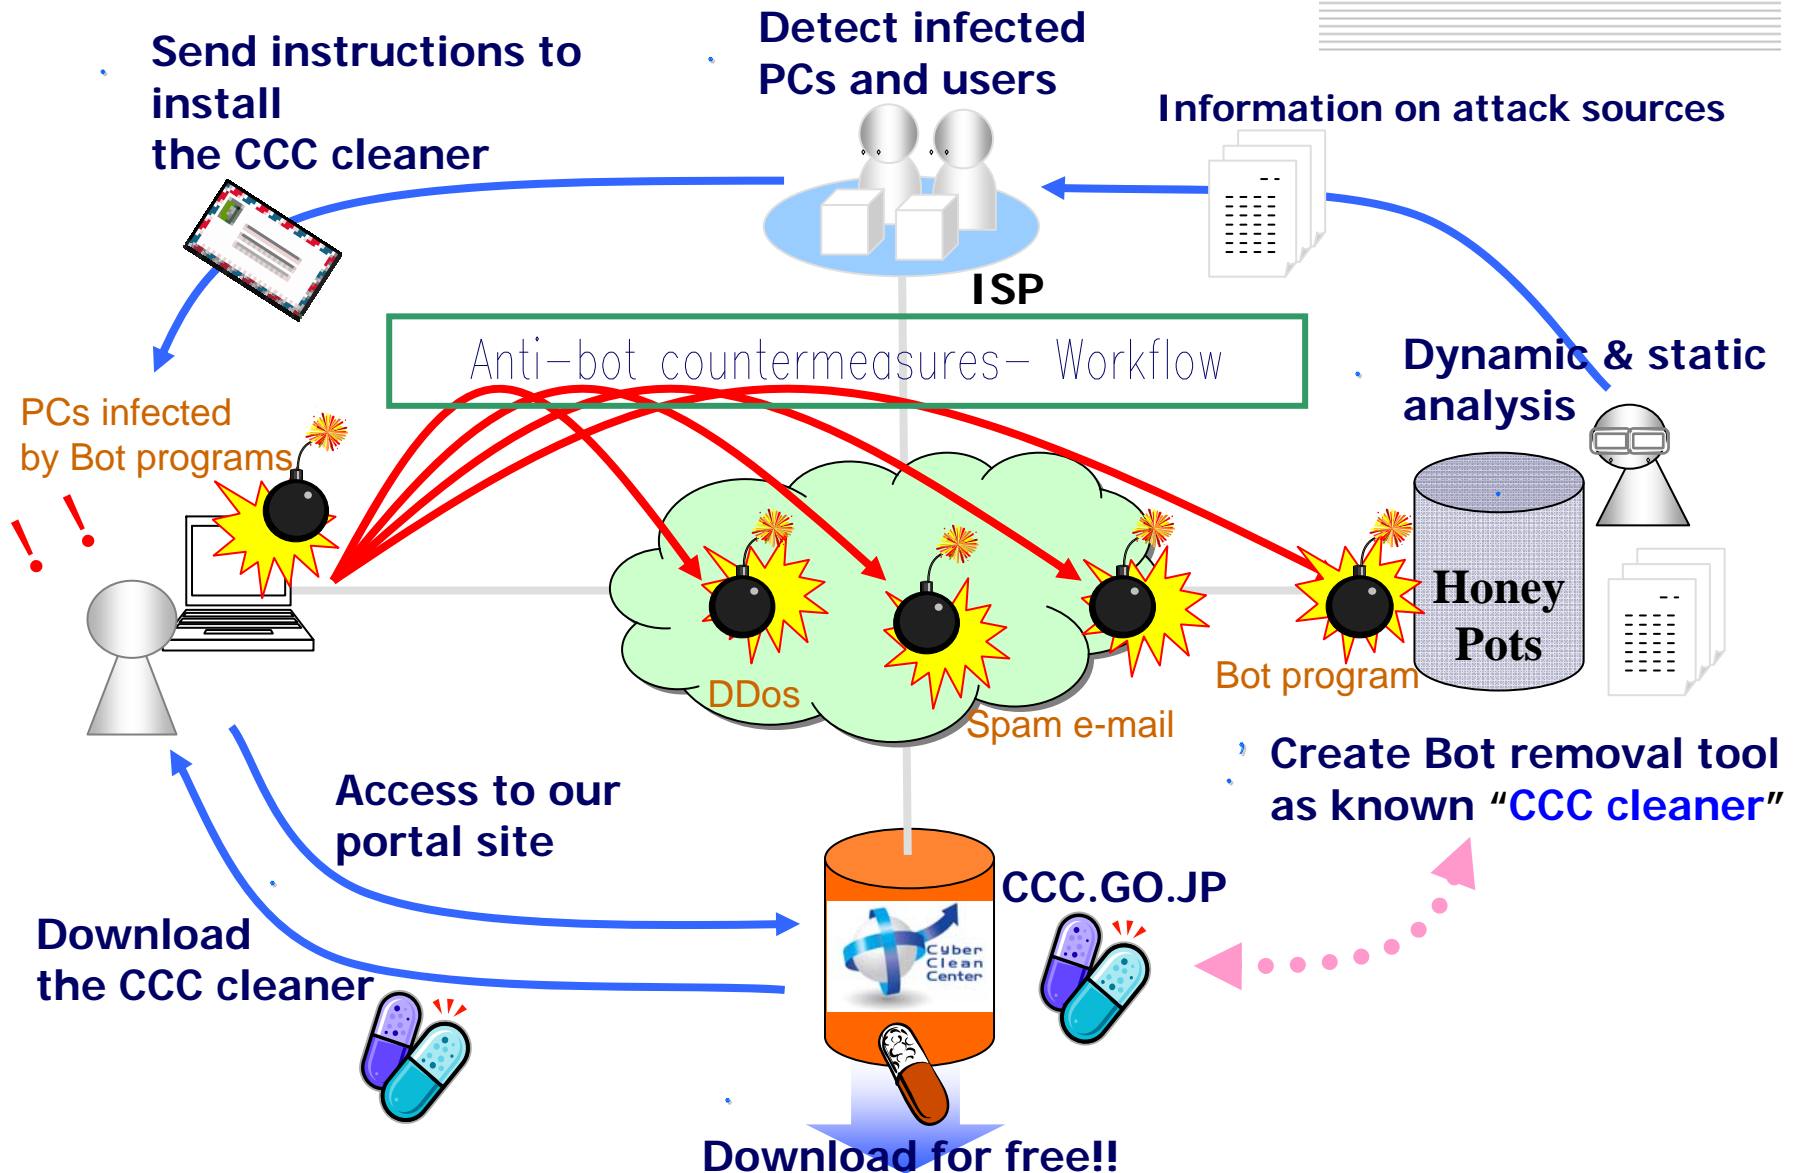 Send instructions to
install
the CCC cleaner
Detect infected
PCs and users
Information on attack sources
ISP
Anti-bot countermeasures- Workflow
Dynamic & static
analysis
PCs infected
by Bot programs
Honey
Pots
DDos
Spam e-mail
Bot program
Create Bot removal tool
as known “CCC cleaner”
Access to our
portal site
CCC.GO.JP
Cyber
Clean
Center
Download
the CCC cleaner
Download for free!!